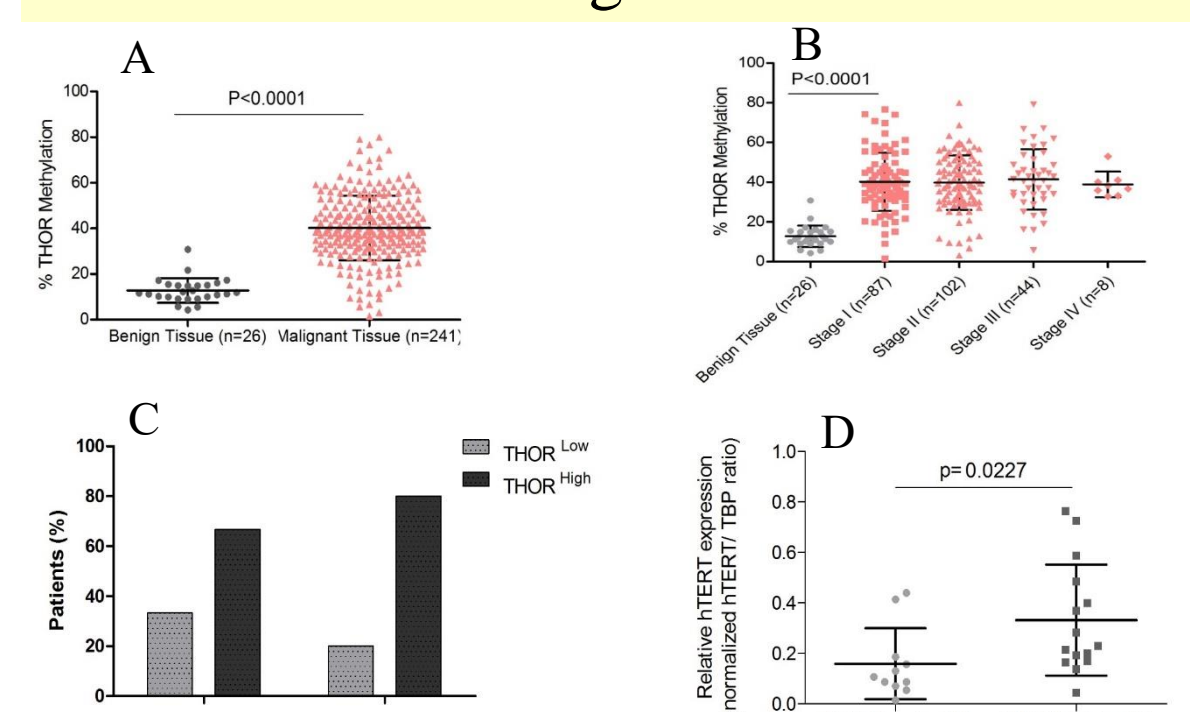 A
100
80
60
40
20
0
% THOR Methylation
P<0.0001
Benign Tissue (n=26)
Malignant Tissue (n=241)
B
100
80
60
40
20
0
% THOR Methylation
P<0.0001
Benign Tissue (n=26)
Stage I (n=87)
Stage II (n=102)
Stage III (n=44)
Stage IV (n=8)
C
100
80
60
40
20
0
Patients (%)
THOR Low
THOR High
D
1.0
0.8
0.6
0.4
0.2
0.0
Relative hTERT expression
normalized hTERT/ TBP ratio)
p= 0.0227